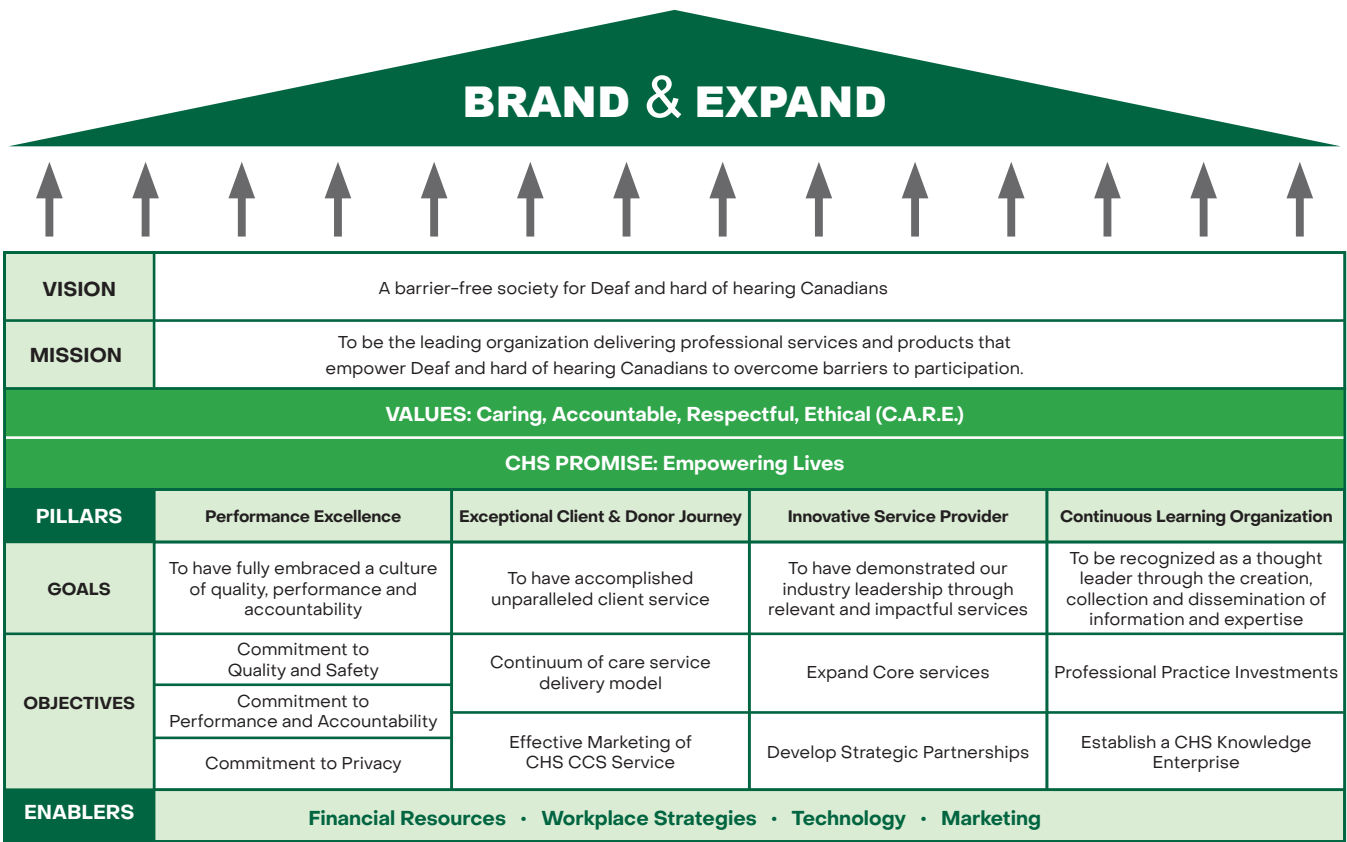 BRAND & EXPAND
VISION
A barrier-free society for Deaf and hard of hearing Canadians
MISSION
To be the leading organization delivering professional services and products that
empower Deaf and hard of hearing Canadians to overcome barriers to participation.
VALUES: Caring, Accountable, Respectful, Ethical (C.A.R.E.)
CHS PROMISE: Empowering Lives
PILLARS
Performance Excellence
Exceptional Client & Donor Journey
Innovative Service Provider
Continuous Learning Organization
GOALS
To have fully embraced a culture
of quality, performance and
accountability
To have accomplished
unparalleled client service
To have demonstrated our
industry leadership through
relevant and impactful services
To be recognized as a thought
leader through the creation,
collection and dissemination of
information and expertise
OBJECTIVES
Commitment to
Quality and Safety
Commitment to
Performance and Accountability
Commitment to Privacy
Continuum of care service
delivery model
Effective Marketing of
CHS CCS Service
Expand Core services
Develop Strategic Partnerships
Professional Practice Investments
Establish a CHS Knowledge
Enterprise
ENABLERS
Financial Resources · Workplace Strategies · Technology · Marketing